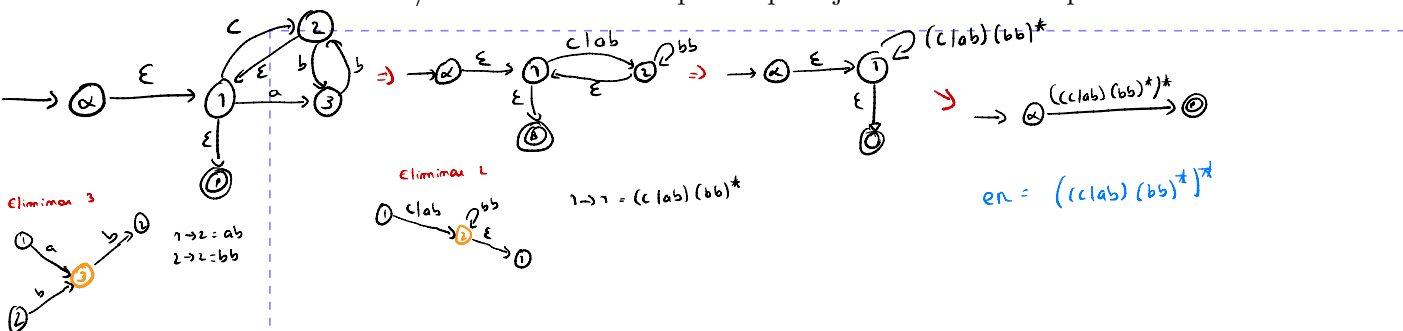 C
2
ε
ε
b
b
α
1
a
3
ε
β
=>
α
ε
1
c|ab
2
bb
ε
ε
β
=>
α
ε
1
(c|ab)(bb)*
ε
α
((c|ab)(bb)*)*
Eliminar 3
1
a
b
2
3
b
2
1→2 = ab
2→2 = bb
Eliminar 2
1
c|ab
2
bb
ε
1
1→1 = (c|ab)(bb)*
er = ((c|ab)(bb)*)*